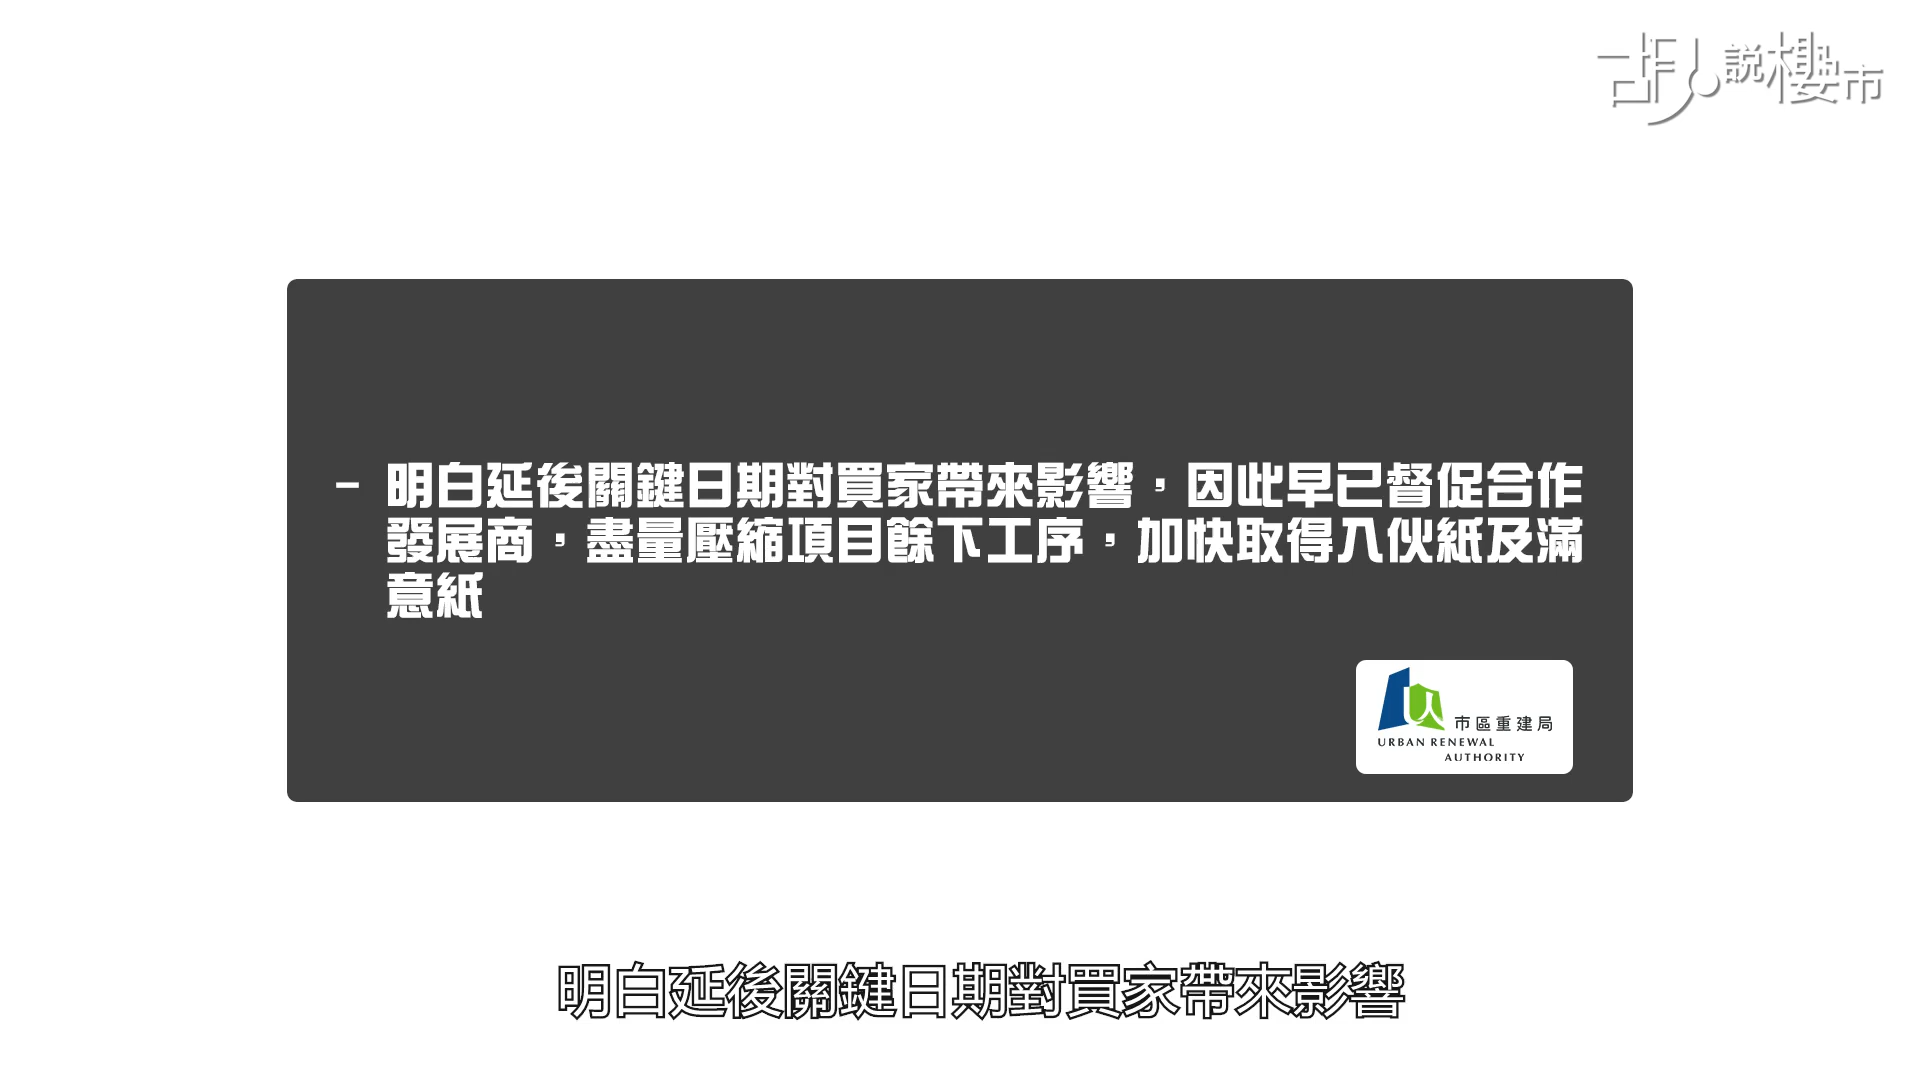 胡.說樓市
- 明白延後關鍵日期對買家帶來影響，因此早已督促合作
發展商，盡量壓縮項目餘下工序，加快取得入伙紙及滿
意紙
市區重建局
URBAN RENEWAL
AUTHORITY
明白延後關鍵日期對買家帶來影響